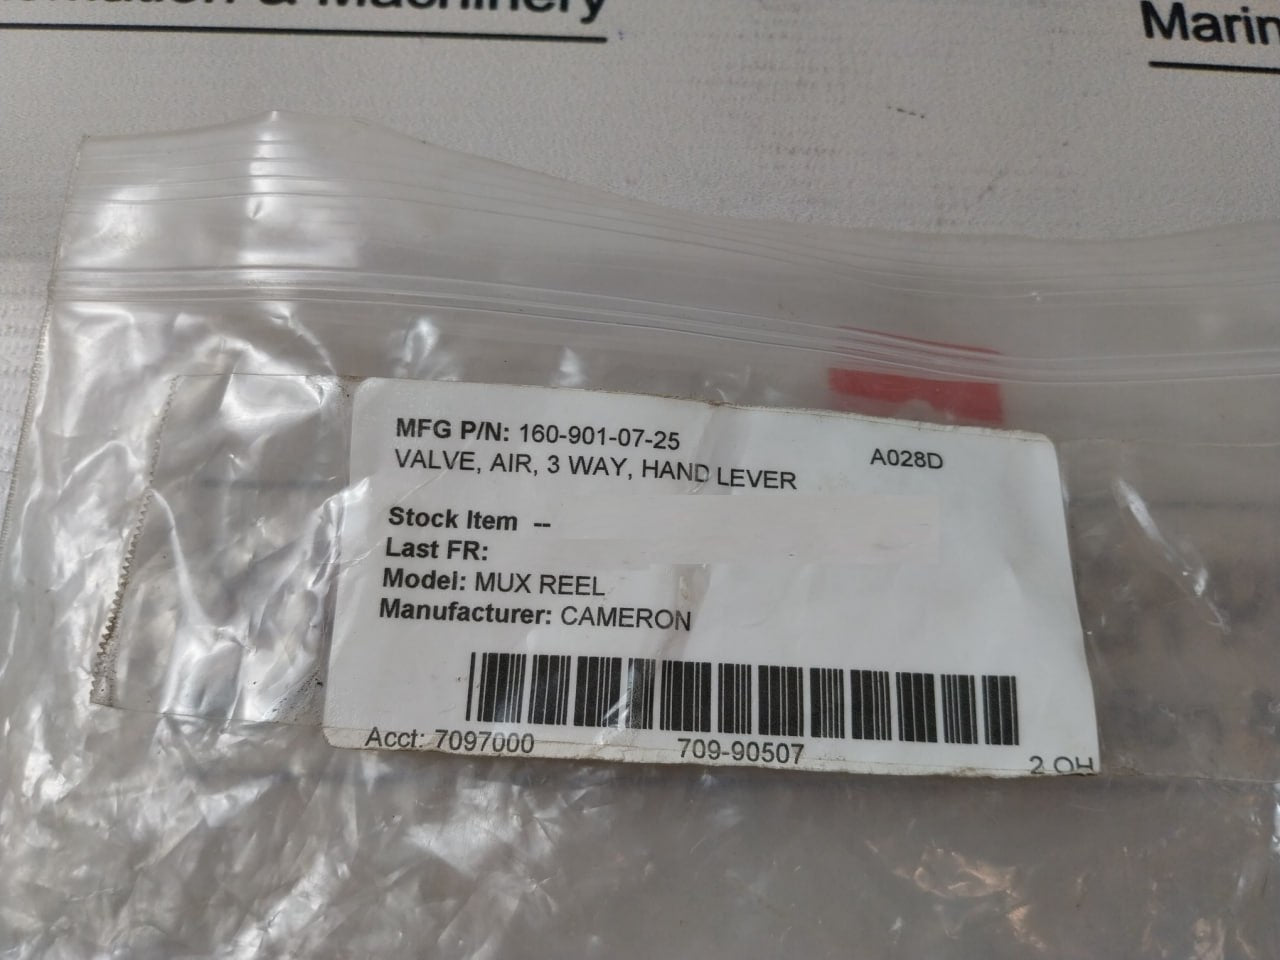 & Machinery
MFG P/N: 160-901-07-25
A028D
VALVE, AIR, 3 WAY, HAND LEVER
Stock Item --
Last FR:
Model: MUX REEL
Manufacturer: CAMERON
Acct: 7097000
709-90507
2 OH